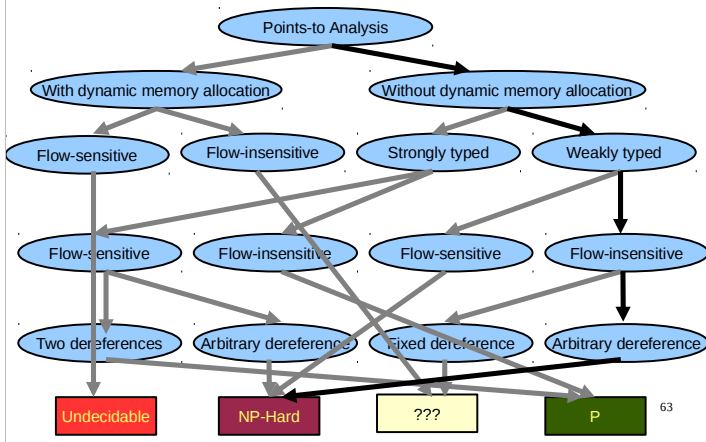 Points-to Analysis
With dynamic memory allocation
Without dynamic memory allocation
Flow-sensitive
Flow-insensitive
Strongly typed
Weakly typed
Flow-sensitive
Flow-insensitive
Flow-sensitive
Flow-insensitive
Two dereferences
Arbitrary dereference
Fixed dereference
Arbitrary dereference
Undecidable
NP-Hard
???
P
63